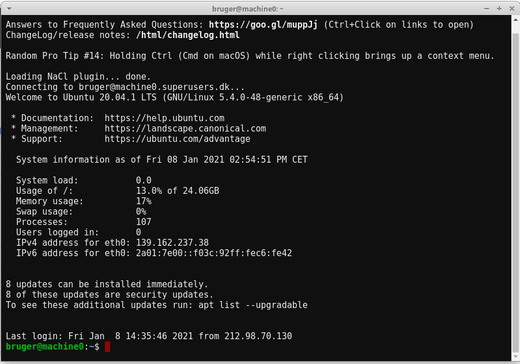 bruger@machine0: ~
Answers to Frequently Asked Questions: https://goo.gl/muppJj (Ctrl+Click on links to open)
ChangeLog/release notes: /html/changelog.html
Random Pro Tip #14: Holding Ctrl (Cmd on macOS) while right clicking brings up a context menu.
Loading NaCl plugin... done.
Connecting to bruger@machine0.superusers.dk...
Welcome to Ubuntu 20.04.1 LTS (GNU/Linux 5.4.0-48-generic x86_64)
* Documentation: https://help.ubuntu.com
* Management: https://landscape.canonical.com
* Support: https://ubuntu.com/advantage
System information as of Fri 08 Jan 2021 02:54:51 PM CET
System load: 0.0
Usage of /: 13.0% of 24.06GB
Memory usage: 17%
Swap usage: 0%
Processes: 107
Users logged in: 0
IPv4 address for eth0: 139.162.237.38
IPv6 address for eth0: 2a01:7e00::f03c:92ff:fec6:fe42
8 updates can be installed immediately.
8 of these updates are security updates.
To see these additional updates run: apt list --upgradable
Last login: Fri Jan 8 14:35:46 2021 from 212.98.70.130
bruger@machine0:~$